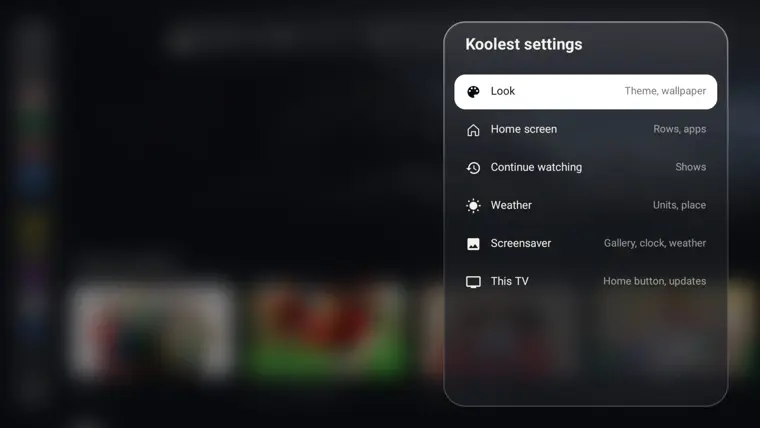 Koolest settings
Look Theme, wallpaper
Home screen Rows, apps
Continue watching Shows
Weather Units, place
Screensaver Gallery, clock, weather
This TV Home button, updates